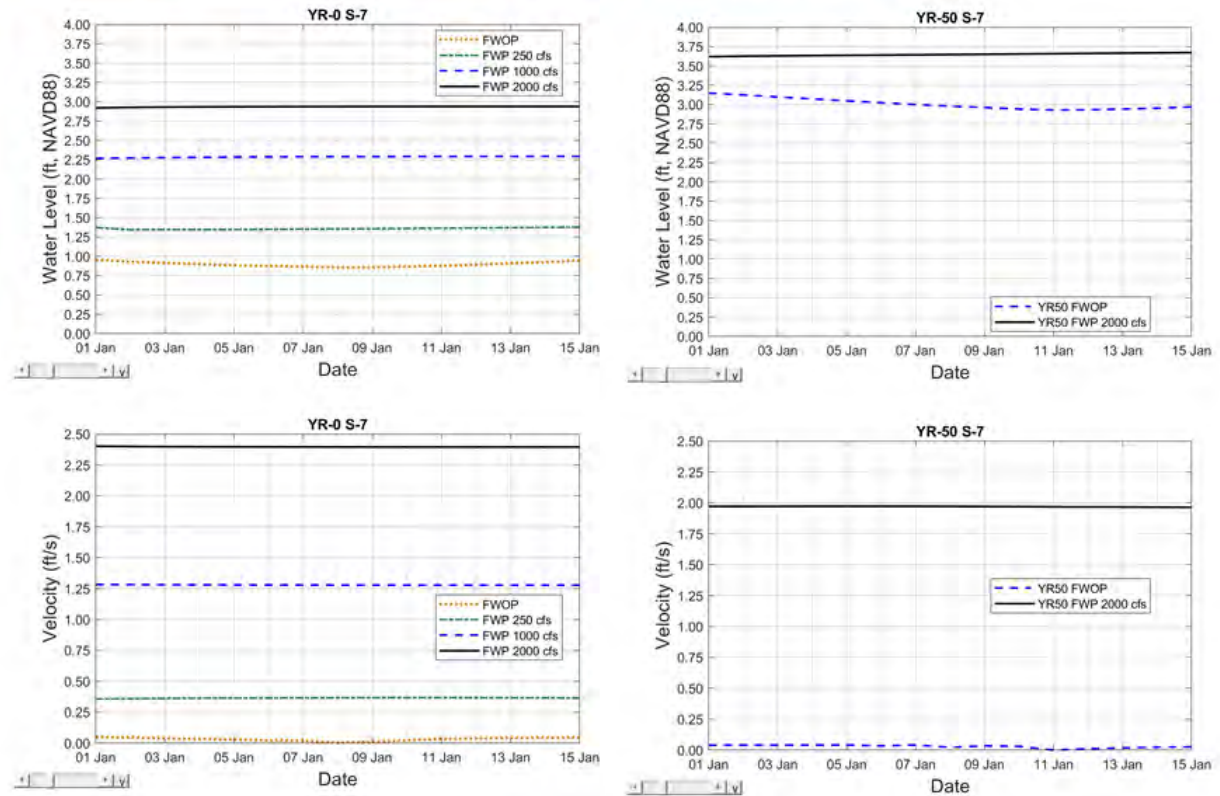 YR-0 S-7
4.00
3.75
3.50
3.25
3.00
2.75
2.50
2.25
2.00
1.75
1.50
1.25
1.00
0.75
0.50
0.25
0.00
Water Level (ft, NAVD88)
FWOP
FWP 250 cfs
FWP 1000 cfs
FWP 2000 cfs
01 Jan 03 Jan 05 Jan 07 Jan 09 Jan 11 Jan 13 Jan 15 Jan
Date
v
YR-50 S-7
4.00
3.75
3.50
3.25
3.00
2.75
2.50
2.25
2.00
1.75
1.50
1.25
1.00
0.75
0.50
0.25
0.00
Water Level (ft, NAVD88)
YR50 FWOP
YR50 FWP 2000 cfs
01 Jan 03 Jan 05 Jan 07 Jan 09 Jan 11 Jan 13 Jan 15 Jan
Date
v
YR-0 S-7
2.50
2.25
2.00
1.75
1.50
1.25
1.00
0.75
0.50
0.25
0.00
Velocity (ft/s)
FWOP
FWP 250 cfs
FWP 1000 cfs
FWP 2000 cfs
01 Jan 03 Jan 05 Jan 07 Jan 09 Jan 11 Jan 13 Jan 15 Jan
Date
v
YR-50 S-7
2.50
2.25
2.00
1.75
1.50
1.25
1.00
0.75
0.50
0.25
0.00
Velocity (ft/s)
YR50 FWOP
YR50 FWP 2000 cfs
01 Jan 03 Jan 05 Jan 07 Jan 09 Jan 11 Jan 13 Jan 15 Jan
Date
v